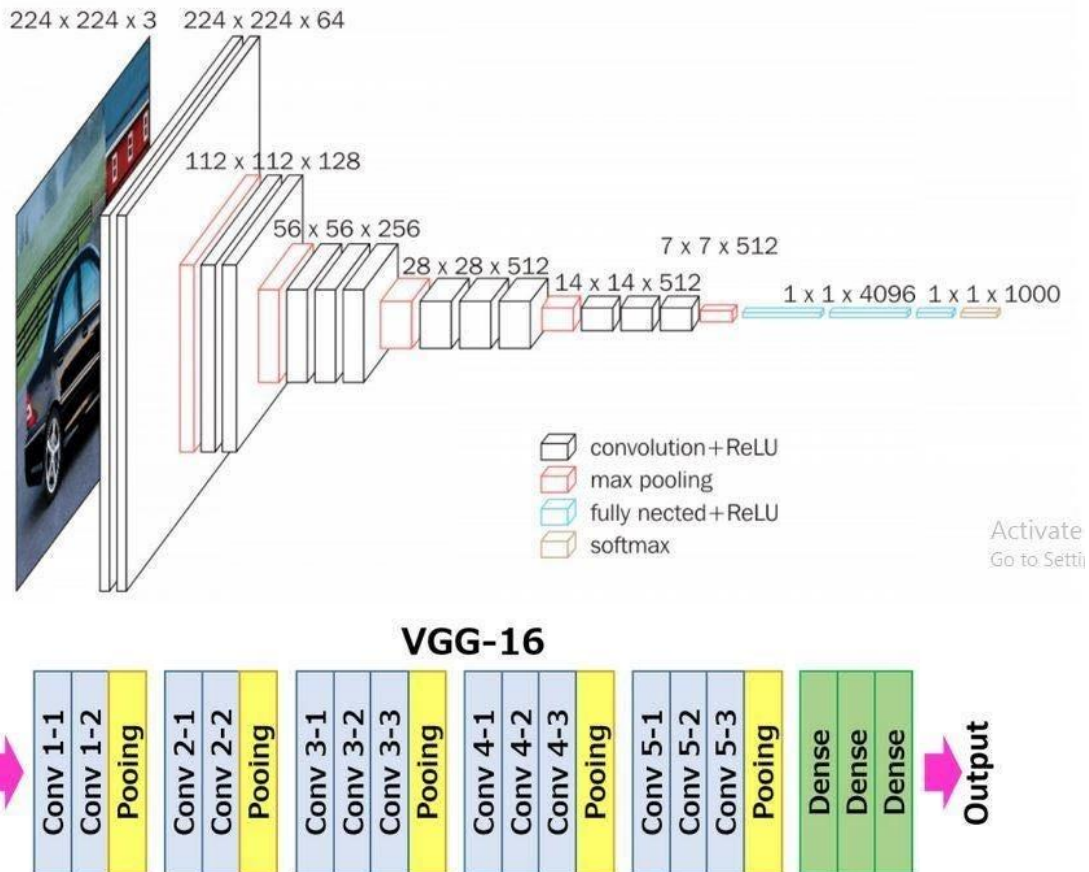 224 x 224 x 3 224 x 224 x 64
112 x 112 x 128
56 x 56 x 256
7 x 7 x 512
28 x 28 x 512
14 x 14 x 512
1 x 1 x 4096 1 x 1 x 1000
convolution+ReLU
max pooling
fully nected+ReLU
softmax
Activate
Go to Settin
VGG-16
Conv 1-1
Conv 1-2
Pooing
Conv 2-1
Conv 2-2
Pooing
Conv 3-1
Conv 3-2
Conv 3-3
Pooing
Conv 4-1
Conv 4-2
Conv 4-3
Pooing
Conv 5-1
Conv 5-2
Conv 5-3
Pooing
Dense
Dense
Dense
Output